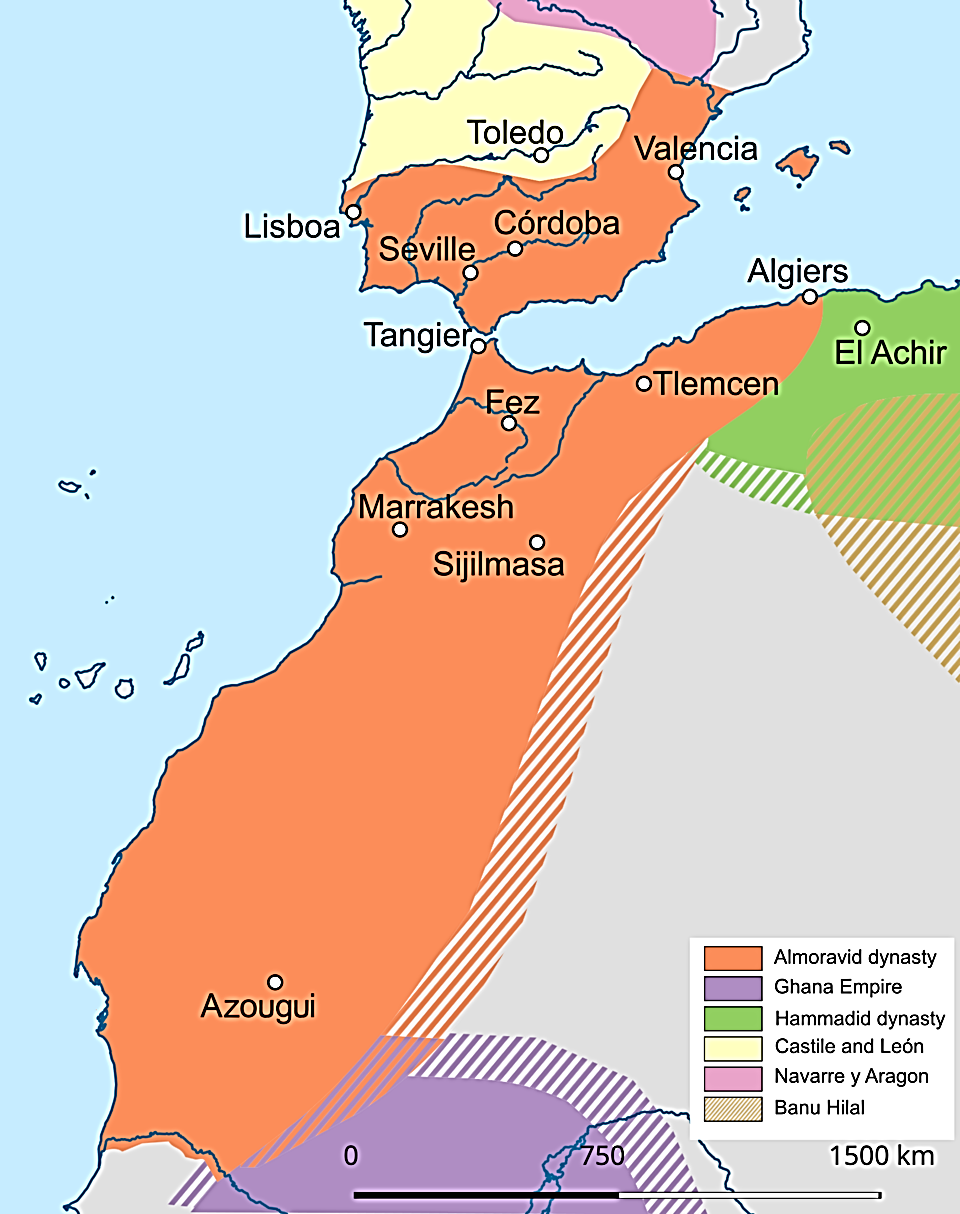 Toledo
Valencia
Lisboa
Córdoba
Seville
Algiers
Tangier
El Achir
Tlemcen
Fez
Marrakesh
Sijilmasa
Azougui
Almoravid dynasty
Ghana Empire
Hammadid dynasty
Castile and León
Navarre y Aragon
Banu Hilal
0 750 1500 km